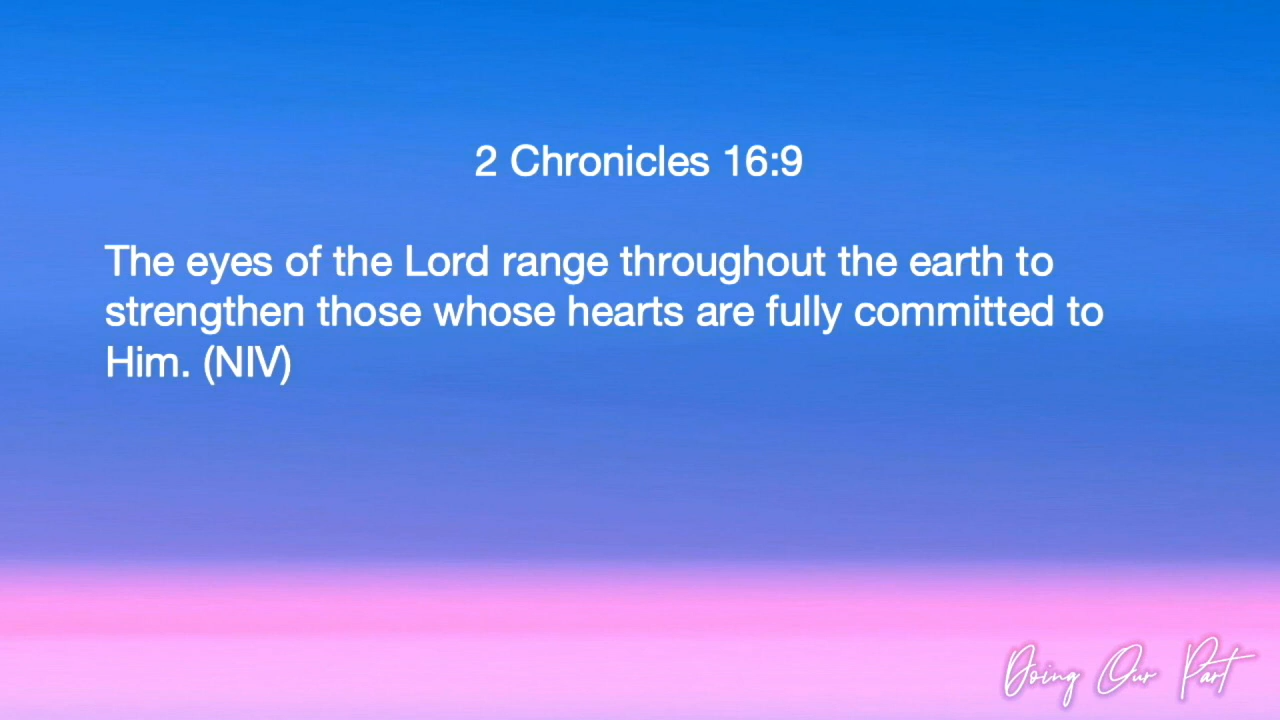 2 Chronicles 16:9
The eyes of the Lord range throughout the earth to
strengthen those whose hearts are fully committed to
Him. (NIV)
Doing Our Part